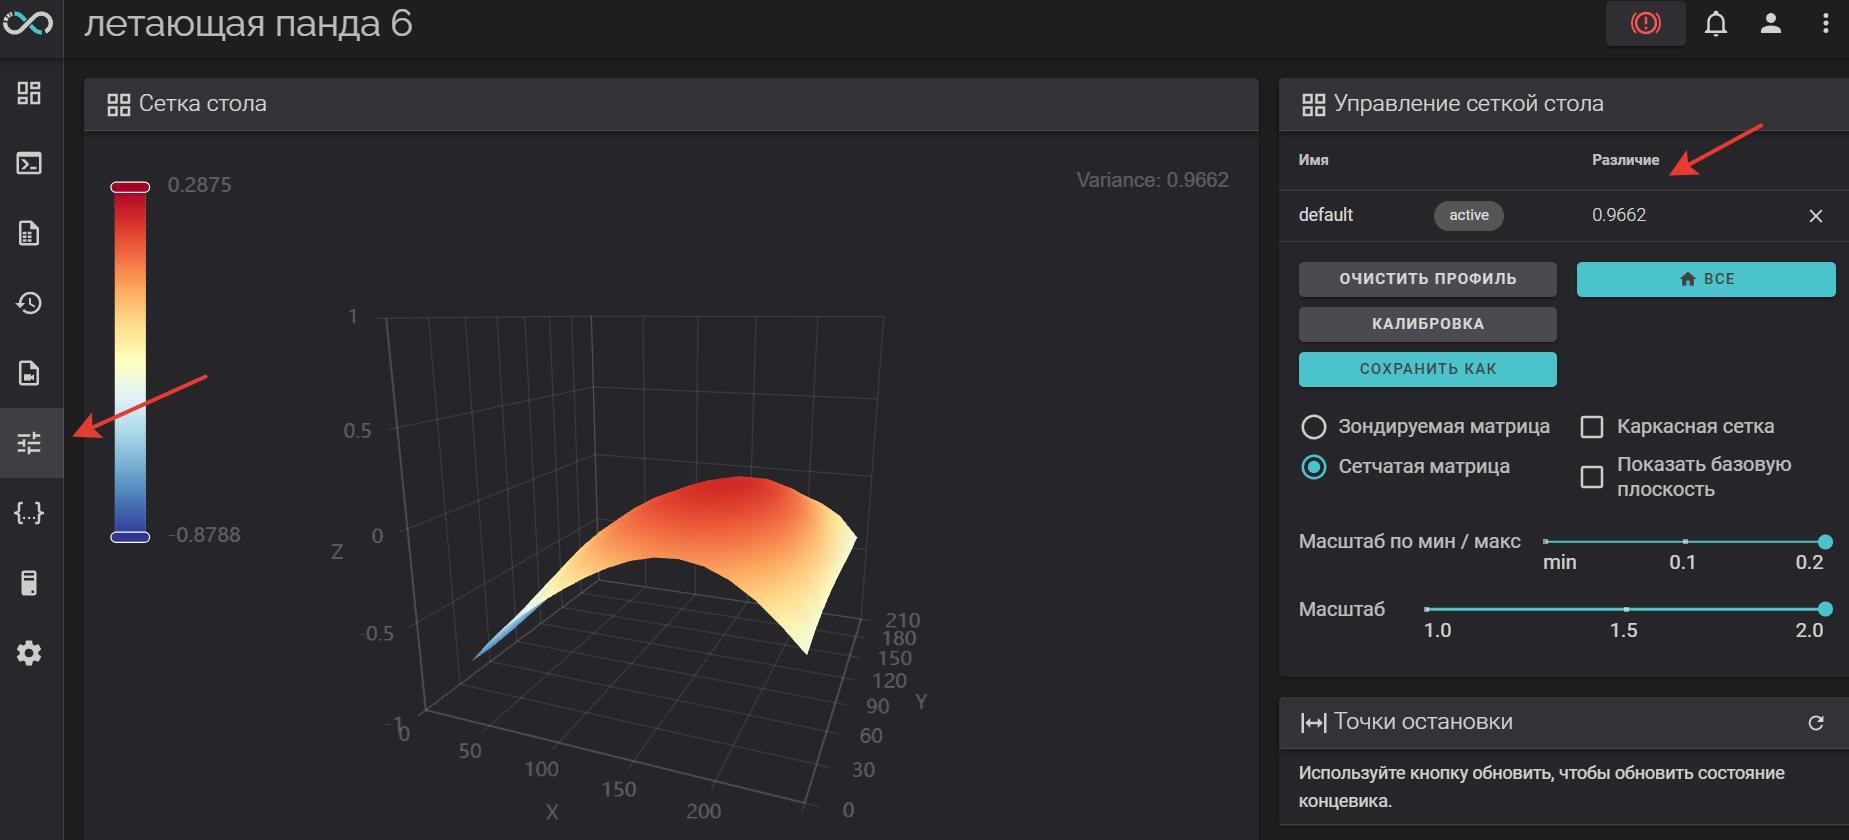 летающая панда 6
Сетка стола
0.2875
Variance: 0.9662
-0.8788
1
0.5
0
-0.5
-1
Z
0
50
100
150
200
X
210
180
150
120
90
60
30
0
Y
Управление сеткой стола
Имя
Различие
default
active
0.9662
ОЧИСТИТЬ ПРОФИЛЬ
ВСЕ
КАЛИБРОВКА
СОХРАНИТЬ КАК
Зондируемая матрица
Каркасная сетка
Сетчатая матрица
Показать базовую
плоскость
Масштаб по мин / макс
min
0.1
0.2
Масштаб
1.0
1.5
2.0
Точки остановки
Используйте кнопку обновить, чтобы обновить состояние
концевика.